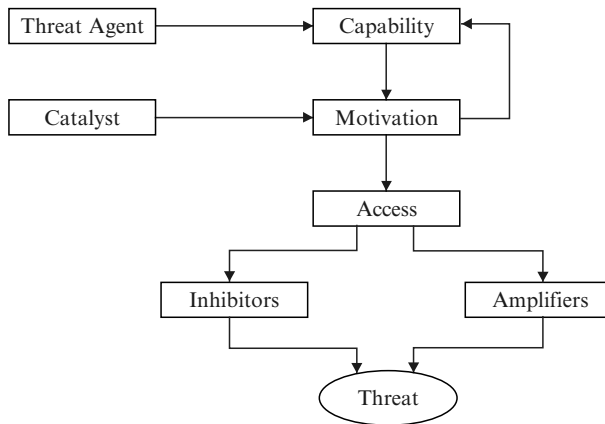 Threat Agent
Capability
Catalyst
Motivation
Access
Inhibitors
Amplifiers
Threat